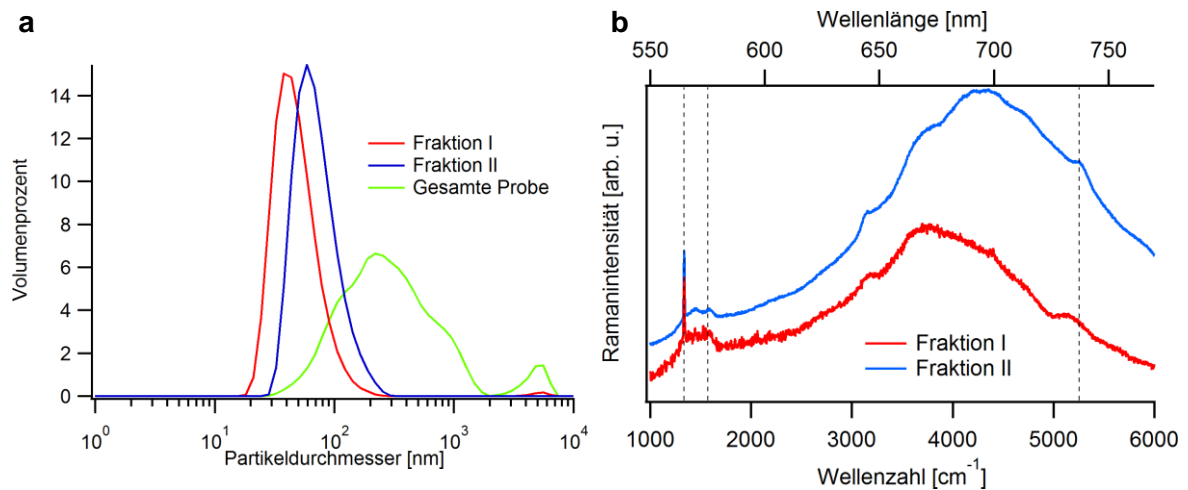 a
Volumenprozent
14
12
10
8
6
4
2
0
Fraktion I
Fraktion II
Gesamte Probe
10^0
10^1
10^2
10^3
10^4
Partikeldurchmesser [nm]
b
Wellenlänge [nm]
550 600 650 700 750
Ramanintensität [arb. u.]
Fraktion I
Fraktion II
1000 2000 3000 4000 5000 6000
Wellenzahl [cm⁻¹]